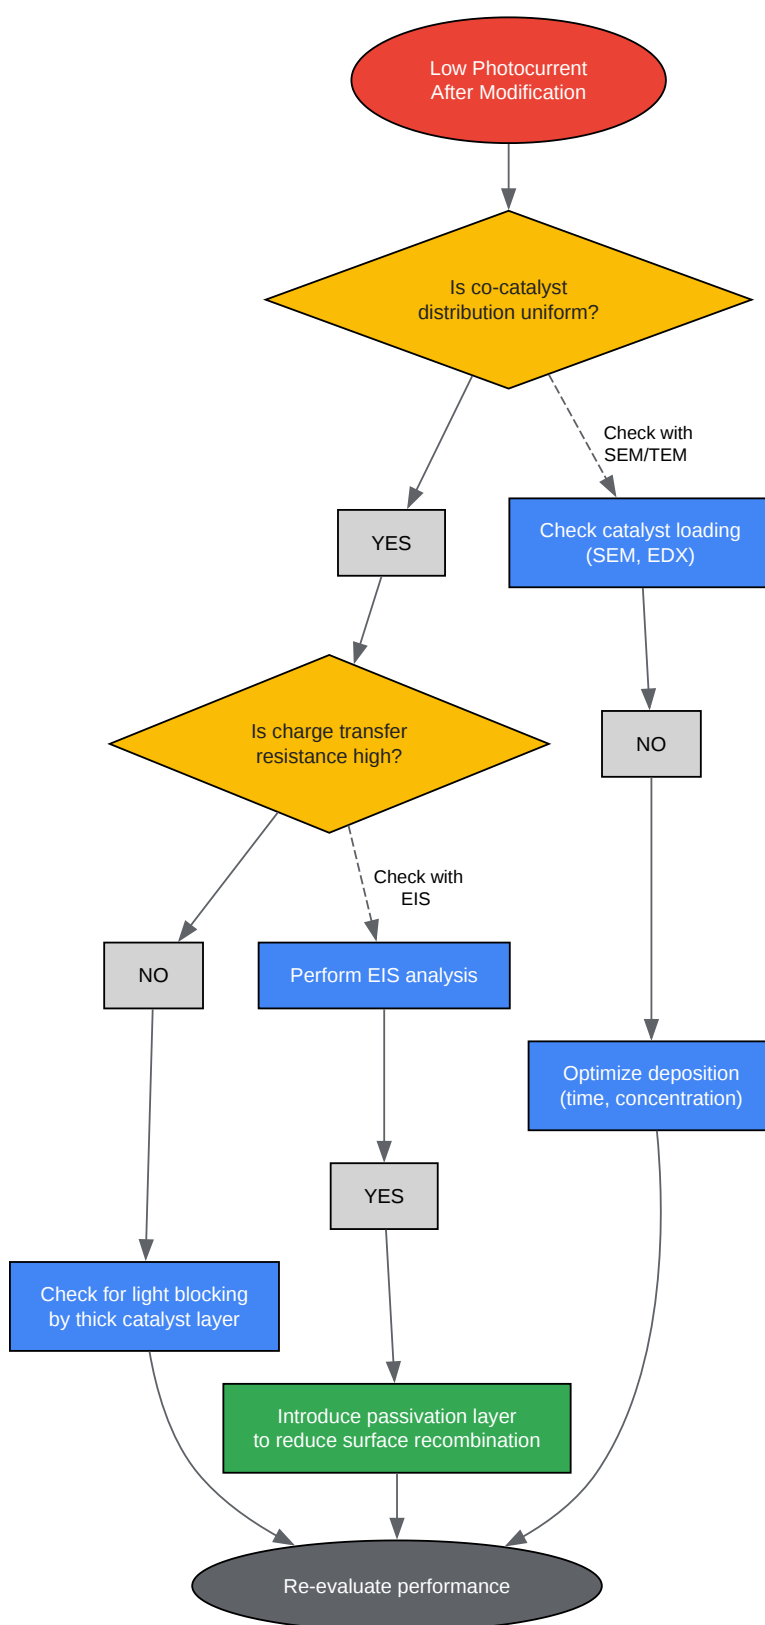 Low Photocurrent
After Modification
Is co-catalyst
distribution uniform?
Check with
SEM/TEM
YES
Check catalyst loading
(SEM, EDX)
Is charge transfer
resistance high?
NO
Check with
EIS
NO
Perform EIS analysis
Optimize deposition
(time, concentration)
YES
Check for light blocking
by thick catalyst layer
Introduce passivation layer
to reduce surface recombination
Re-evaluate performance